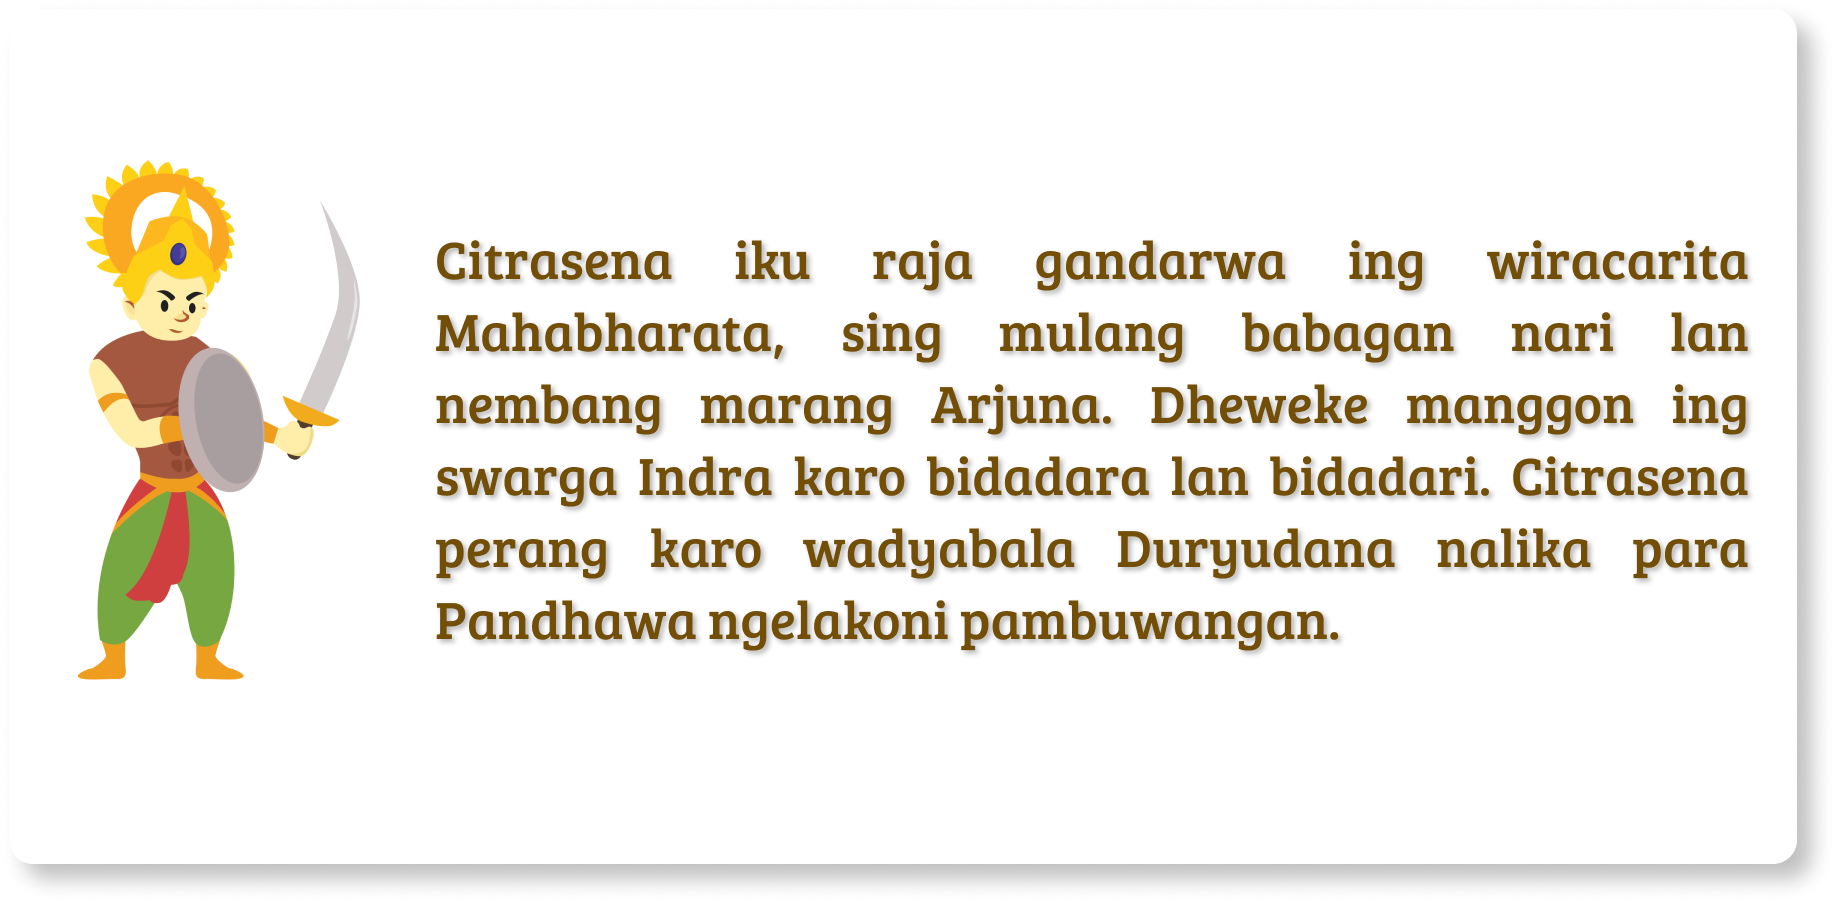 Citrasena iku raja gandarwa ing wiracarita
Mahabharata, sing mulang babagan nari lan
nembang marang Arjuna. Dheweke manggon ing
swarga Indra karo bidadara lan bidadari. Citrasena
perang karo wadyabala Duryudana nalika para
Pandhawa ngelakoni pambuwangan.